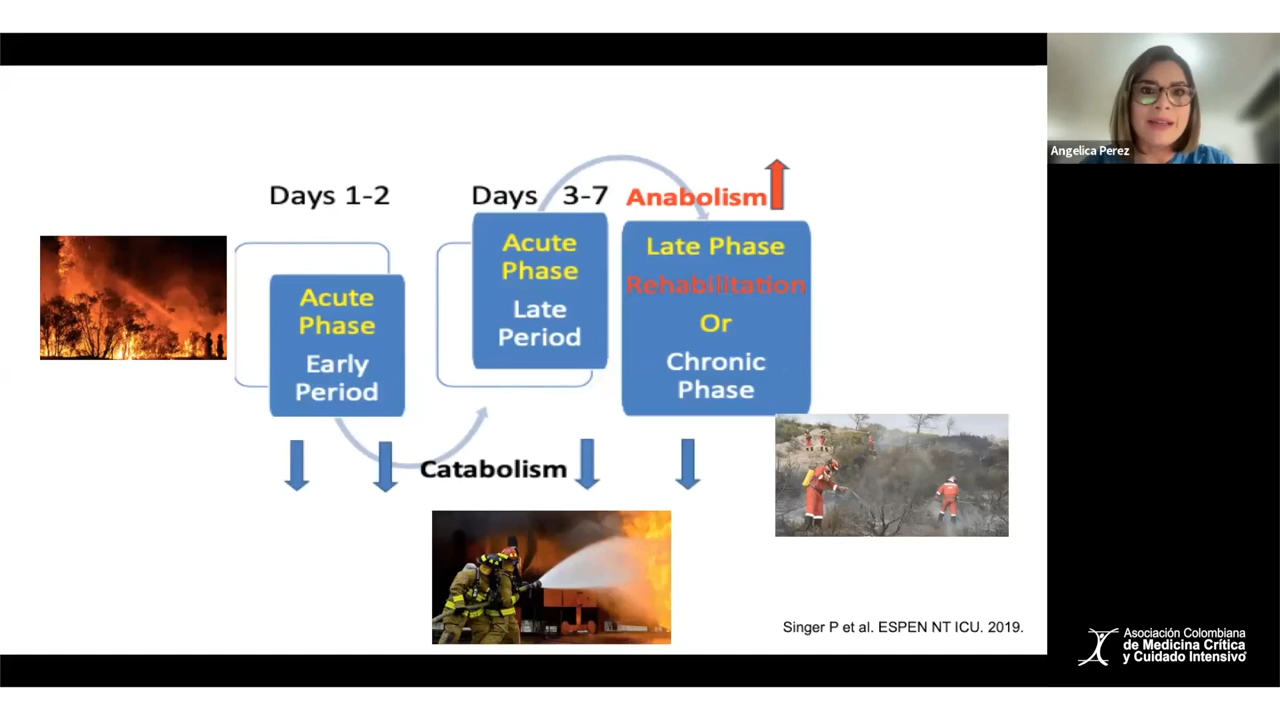 Days 1-2
Acute
Phase
Early
Period
Days 3-7
Acute
Phase
Late
Period
Anabolism
Late Phase
Rehabilitation
Or
Chronic
Phase
Catabolism
Singer P et al. ESPEN NT ICU. 2019.
Angelica Perez
Asociación Colombiana
de Medicina Crítica
y Cuidado Intensivo